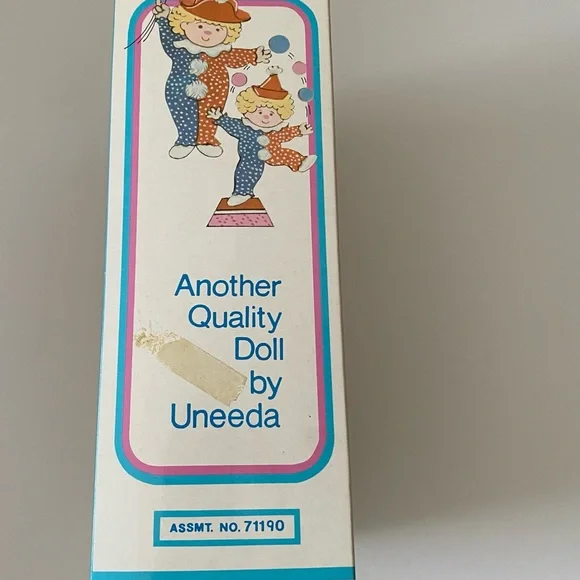 Another
Quality
Doll
by
Uneeda
ASSMT. NO. 71190